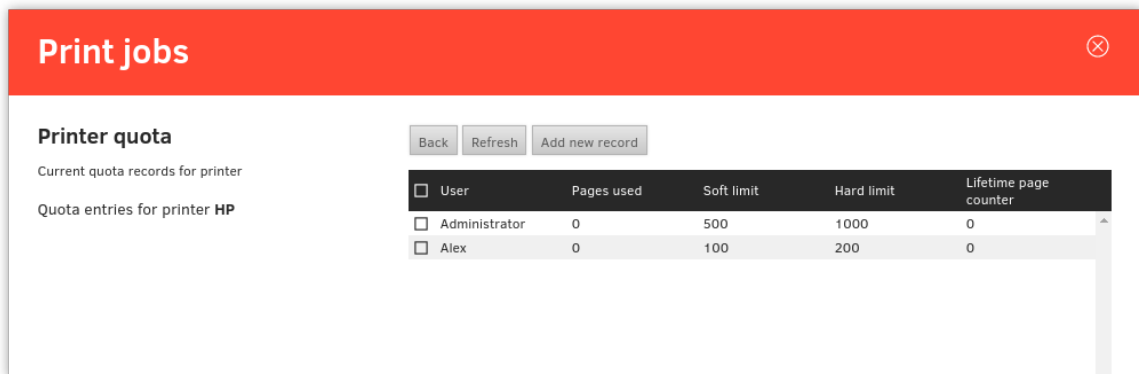 Print jobs
Printer quota
Current quota records for printer
Quota entries for printer HP
Back Refresh Add new record
User Pages used Soft limit Hard limit Lifetime page counter
Administrator 0 500 1000 0
Alex 0 100 200 0